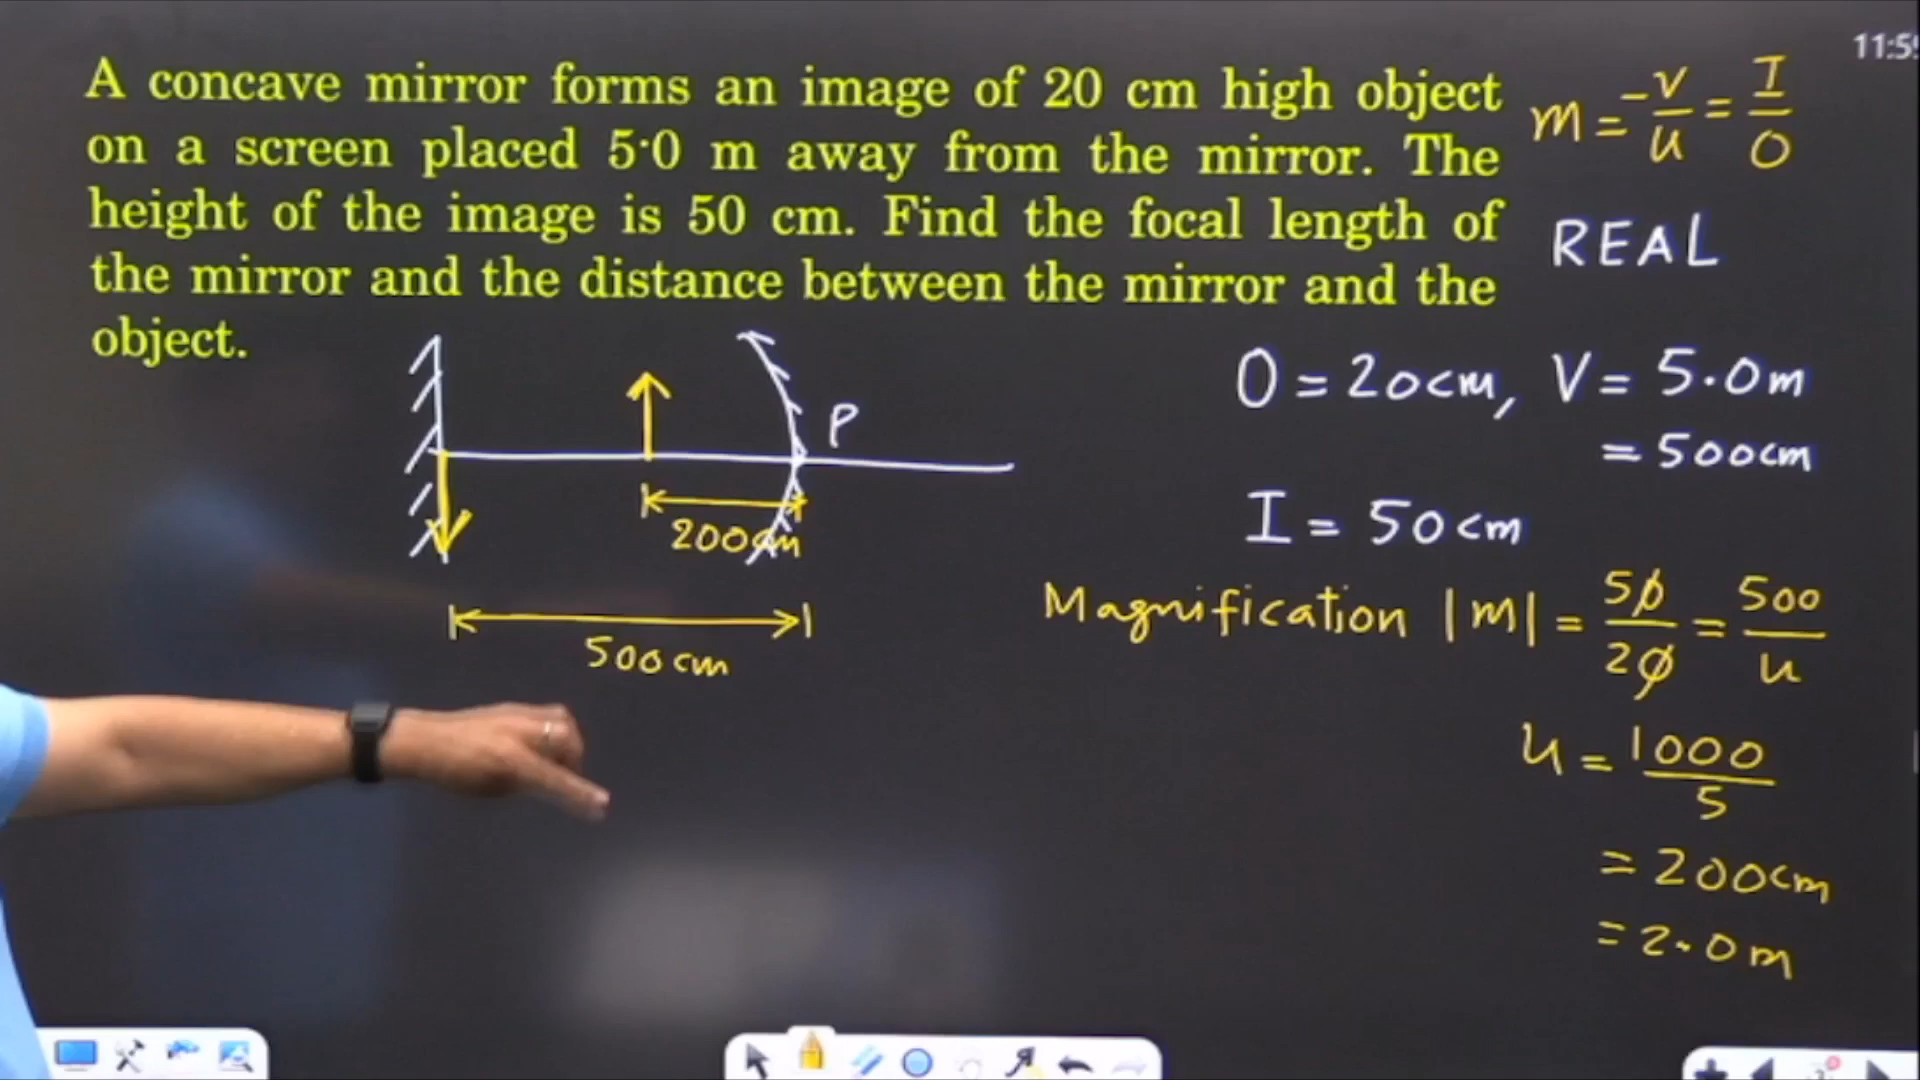 11:5
A concave mirror forms an image of 20 cm high object
on a screen placed 5·0 m away from the mirror. The
height of the image is 50 cm. Find the focal length of
the mirror and the distance between the mirror and the
object.
m = -v/u = I/O
REAL
P
200cm
500 cm
O = 20cm, V = 5.0m
= 500cm
I = 50cm
Magnification |m| = 50/20 = 500/u
u = 1000/5
= 200cm
= 2.0m